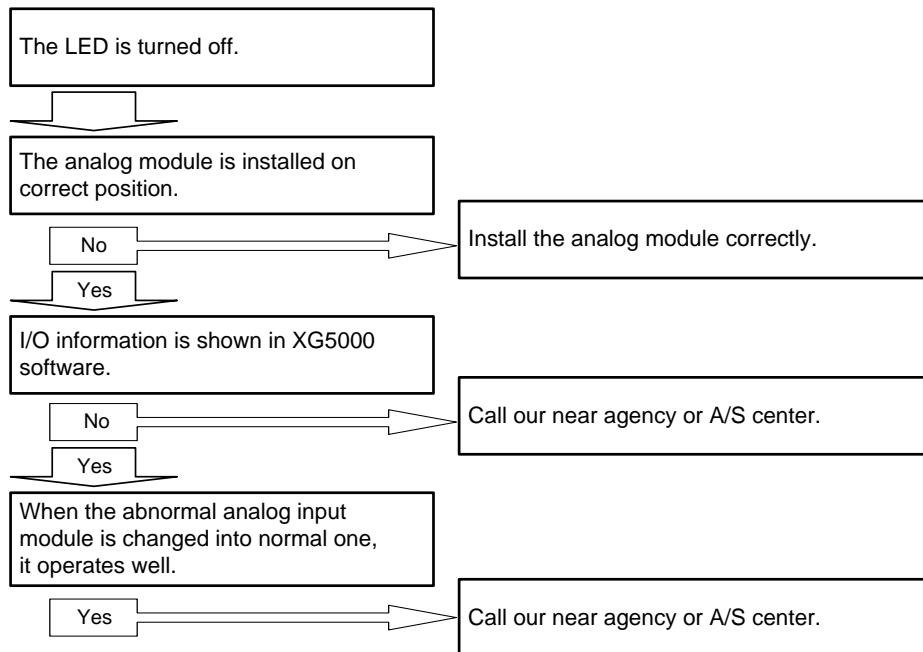 The LED is turned off.
The analog module is installed on
correct position.
No
Install the analog module correctly.
Yes
I/O information is shown in XG5000
software.
No
Call our near agency or A/S center.
Yes
When the abnormal analog input
module is changed into normal one,
it operates well.
Yes
Call our near agency or A/S center.